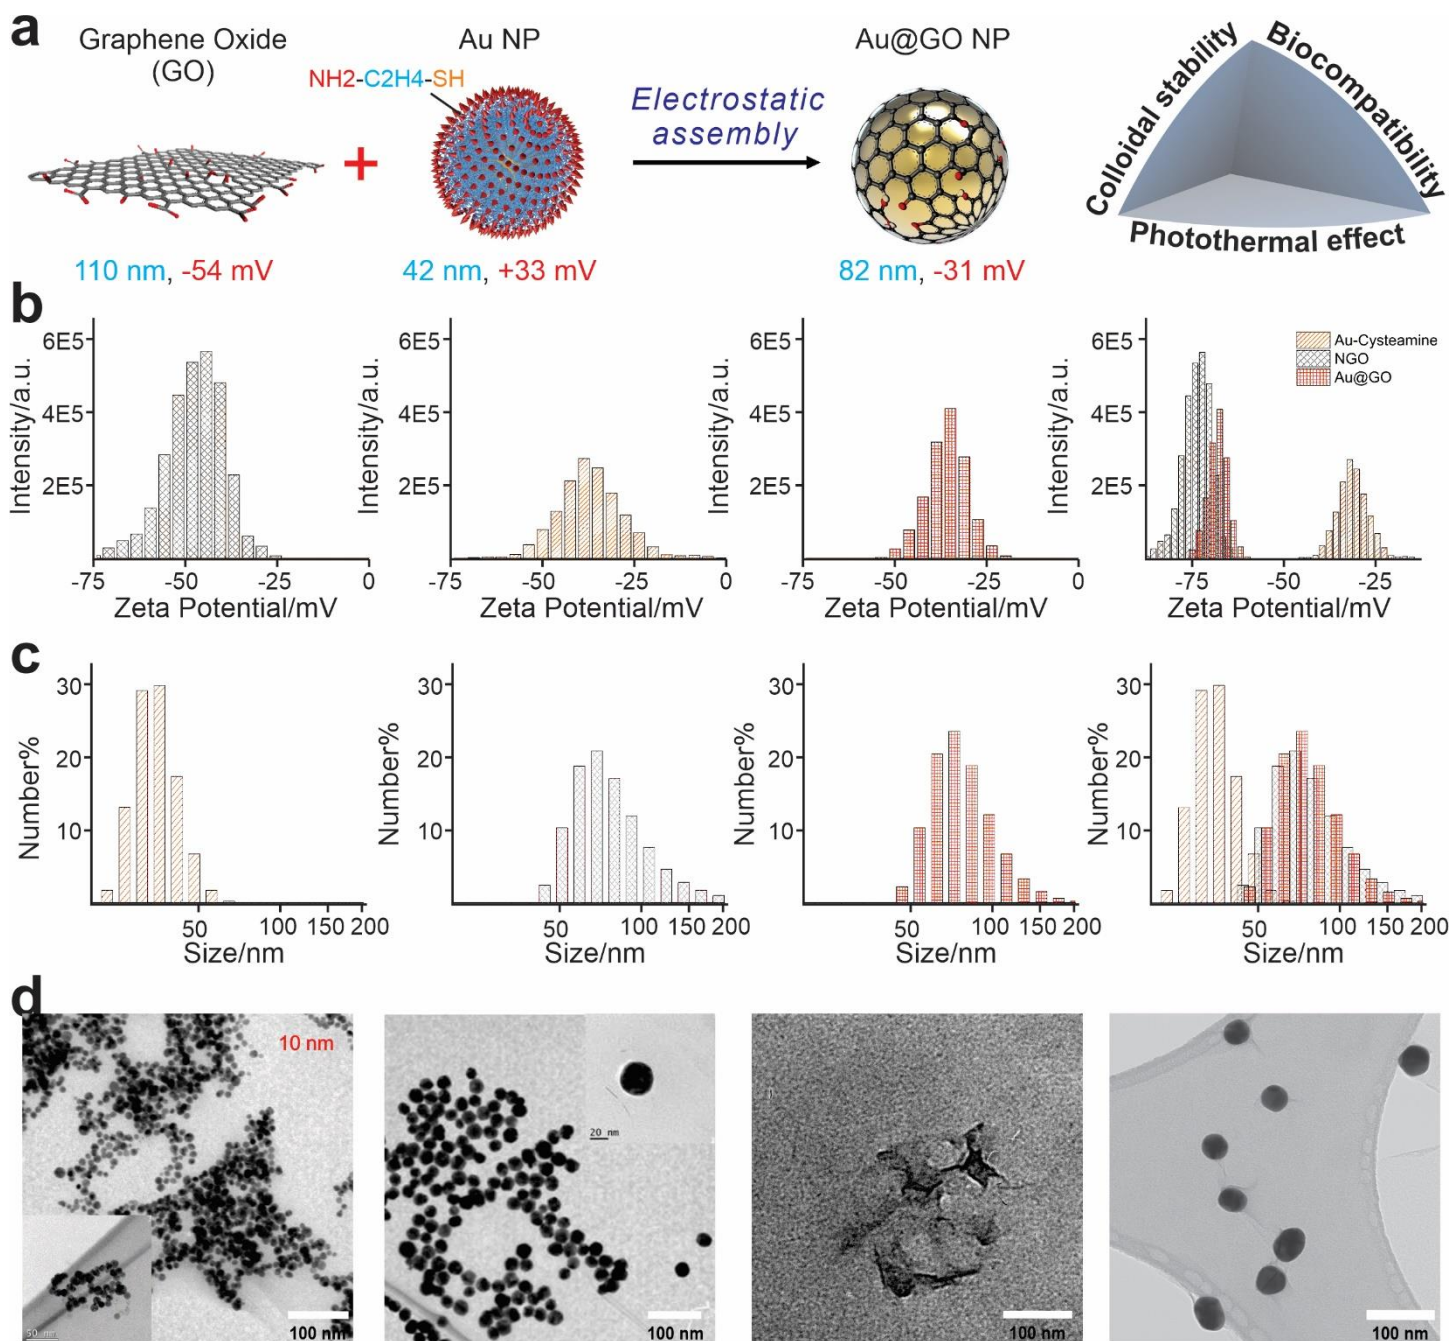 a
Graphene Oxide
(GO)
Au NP
Au@GO NP
NH2-C2H4-SH
Electrostatic
assembly
Colloidal stability
Biocompatibility
Photothermal effect
110 nm, -54 mV
42 nm, +33 mV
82 nm, -31 mV
b
Intensity/a.u.
6E5
4E5
2E5
-75
-50
-25
0
Zeta Potential/mV
Intensity/a.u.
6E5
4E5
2E5
-75
-50
-25
0
Zeta Potential/mV
Intensity/a.u.
6E5
4E5
2E5
-75
-50
-25
0
Zeta Potential/mV
Intensity/a.u.
6E5
4E5
2E5
Au-Cysteamine
NGO
Au@GO
-75
-50
-25
Zeta Potential/mV
c
Number%
30
20
10
50
100
150
200
Size/nm
Number%
30
20
10
50
100
150
200
Size/nm
Number%
30
20
10
50
100
150
200
Size/nm
Number%
30
20
10
50
100
150
200
Size/nm
d
10 nm
50 nm
100 nm
20 nm
100 nm
100 nm
100 nm